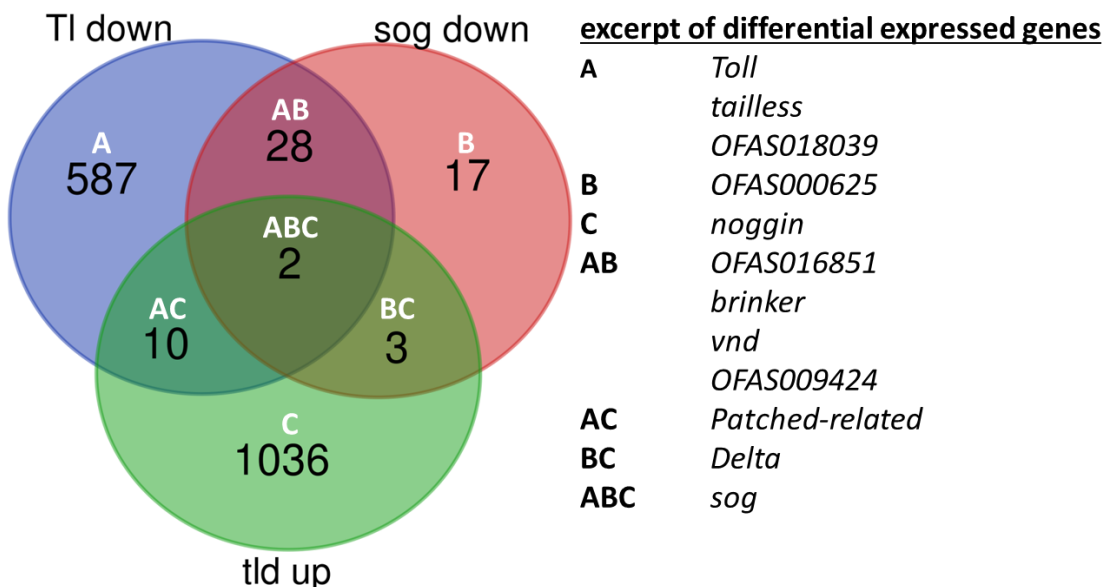 Tl down
sog down
A
587
AB
28
B
17
ABC
2
AC
10
BC
3
C
1036
tld up
excerpt of differential expressed genes
A Toll
tailless
OFAS018039
B OFAS000625
C noggin
AB OFAS016851
brinker
vnd
OFAS009424
AC Patched-related
BC Delta
ABC sog